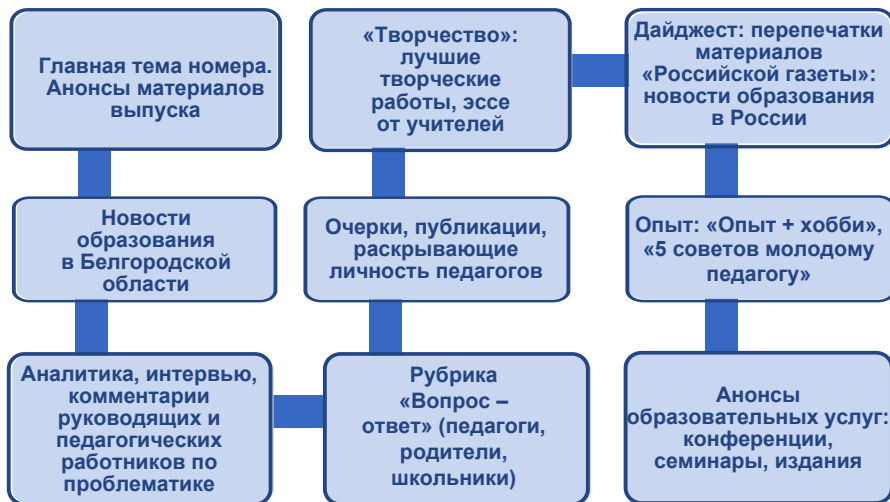 Главная тема номера.
Анонсы материалов
выпуска
Новости
образования
в Белгородской
области
Аналитика, интервью,
комментарии
руководящих и
педагогических
работников по
проблематике
Рубрика
«Вопрос –
ответ» (педагоги,
родители,
школьники)
Очерки, публикации,
раскрывающие
личность педагогов
«Творчество»:
лучшие
творческие
работы, эссе
от учителей
Дайджест: перепечатки
материалов
«Российской газеты»:
новости образования
в России
Опыт: «Опыт + хобби»,
«5 советов молодому
педагогу»
Анонсы
образовательных услуг:
конференции,
семинары, издания